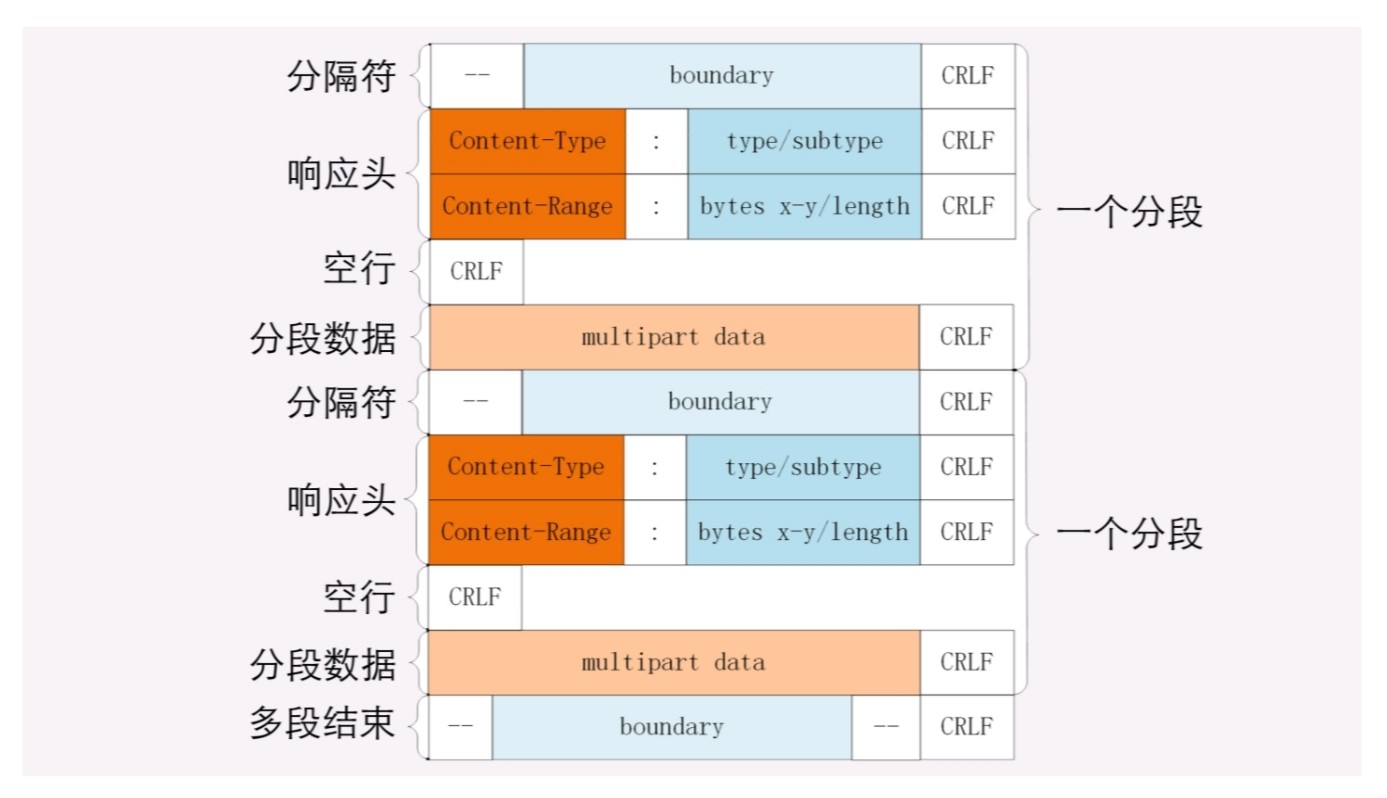 分隔符 -- boundary CRLF
响应头 Content-Type : type/subtype CRLF
Content-Range : bytes x-y/length CRLF
一个分段
空行 CRLF
分段数据 multipart data CRLF
分隔符 -- boundary CRLF
响应头 Content-Type : type/subtype CRLF
Content-Range : bytes x-y/length CRLF
一个分段
空行 CRLF
分段数据 multipart data CRLF
多段结束 -- boundary -- CRLF